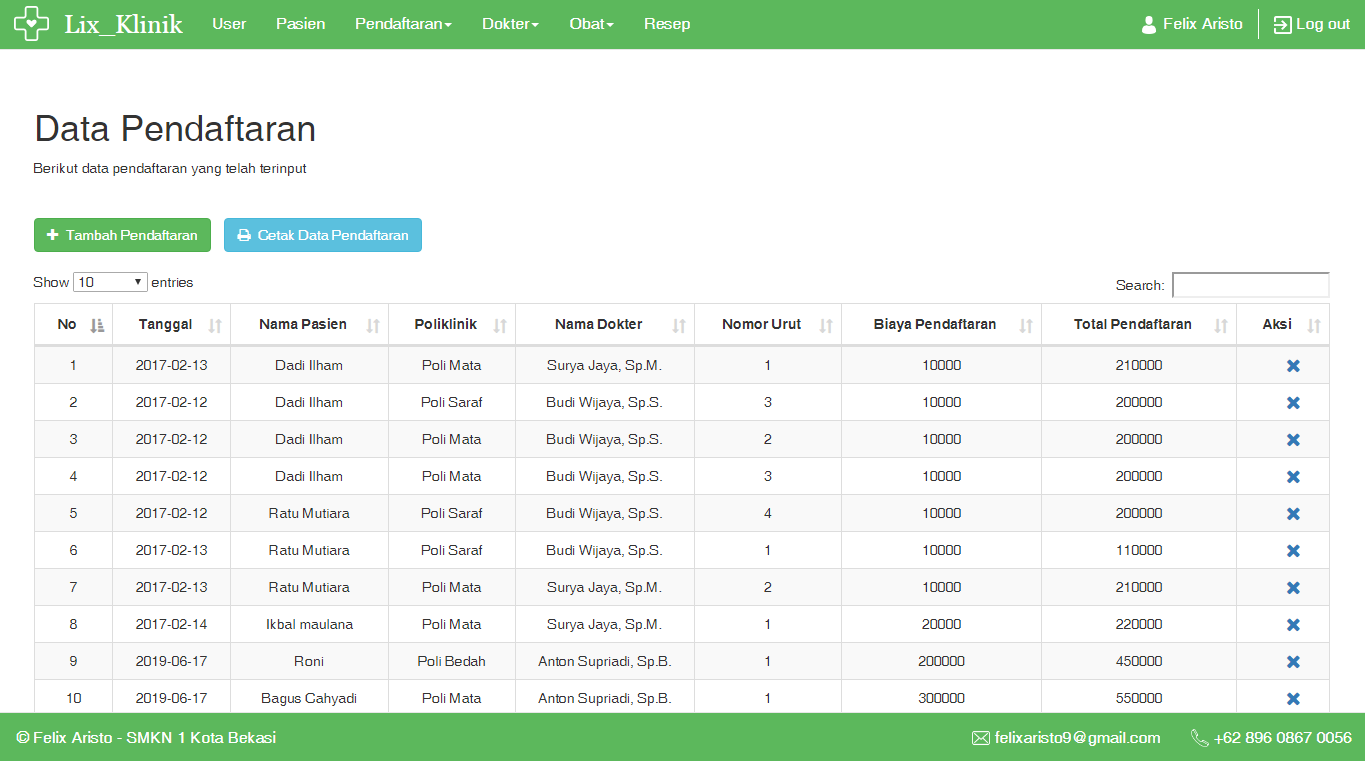 Lix_Klinik User Pasien Pendaftaran Dokter Obat Resep Felix Aristo Log out
Data Pendaftaran
Berikut data pendaftaran yang telah terinput
Tambah Pendaftaran Cetak Data Pendaftaran
Show 10 entries Search:
No Tanggal Nama Pasien Poliklinik Nama Dokter Nomor Urut Biaya Pendaftaran Total Pendaftaran Aksi
1 2017-02-13 Dadi Ilham Poli Mata Surya Jaya, Sp.M. 1 10000 210000
2 2017-02-12 Dadi Ilham Poli Saraf Budi Wijaya, Sp.S. 3 10000 200000
3 2017-02-12 Dadi Ilham Poli Mata Budi Wijaya, Sp.S. 2 10000 200000
4 2017-02-12 Dadi Ilham Poli Mata Budi Wijaya, Sp.S. 3 10000 200000
5 2017-02-12 Ratu Mutiara Poli Saraf Budi Wijaya, Sp.S. 4 10000 200000
6 2017-02-13 Ratu Mutiara Poli Saraf Budi Wijaya, Sp.S. 1 10000 110000
7 2017-02-13 Ratu Mutiara Poli Mata Surya Jaya, Sp.M. 2 10000 210000
8 2017-02-14 Ikbal maulana Poli Mata Surya Jaya, Sp.M. 1 20000 220000
9 2019-06-17 Roni Poli Bedah Anton Supriadi, Sp.B. 1 200000 450000
10 2019-06-17 Bagus Cahyadi Poli Mata Anton Supriadi, Sp.B. 1 300000 550000
© Felix Aristo - SMKN 1 Kota Bekasi felixaristo9@gmail.com +62 896 0867 0056